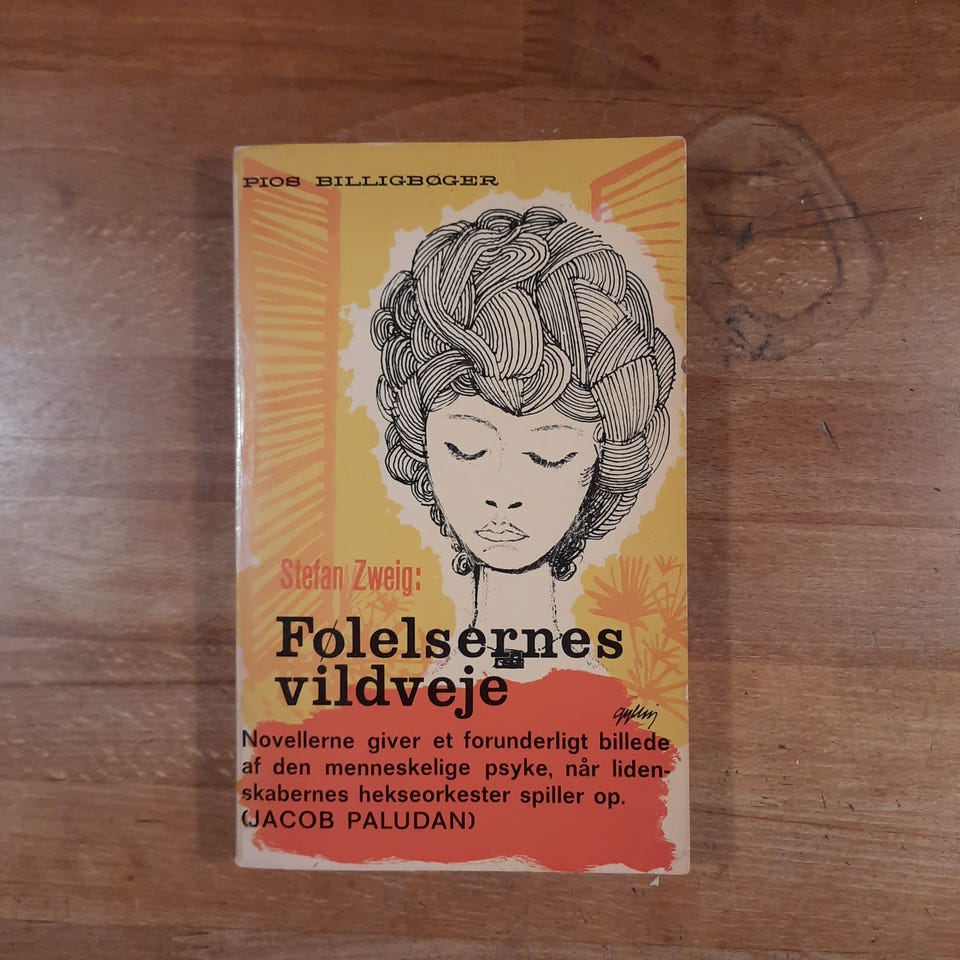 PIOS BILLIGBØGER
Stefan Zweig:
Følelsernes
vildveje
Novellerne giver et forunderligt billede
af den menneskelige psyke, når liden-
skabernes hekseorkester spiller op.
(JACOB PALUDAN)